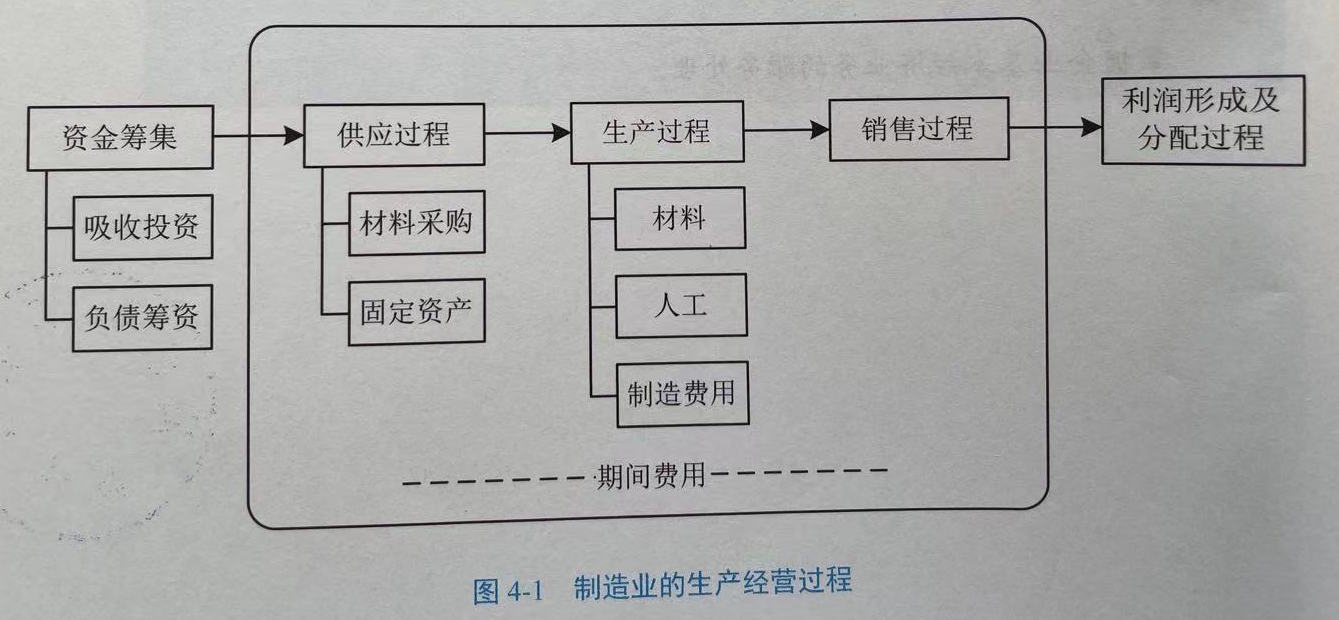 资金筹集
供应过程
生产过程
销售过程
利润形成及
分配过程
吸收投资
负债筹资
材料采购
固定资产
材料
人工
制造费用
期间费用
图 4-1 制造业的生产经营过程